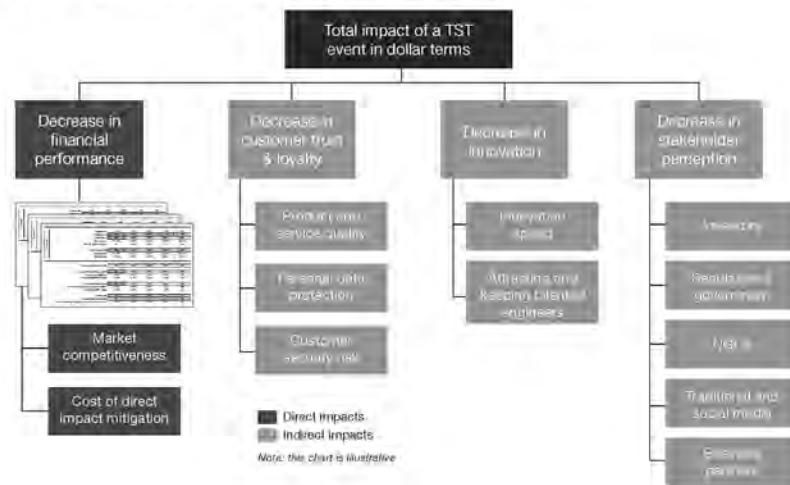 Total impact of a TST
event in dollar terms
Decrease in
financial
performance
Decrease in
customer trust
& loyalty
Decrease in
innovation
Decrease in
stakeholder
perception
Market
competitiveness
Cost of direct
impact mitigation
Product and
service quality
Personal data
protection
Customer
security risk
Innovation
speed
Attracting and
keeping talented
engineers
Investors
government
NGOs
Traditional and
social media
Business
partners
Direct impacts
Indirect impacts
Note: this chart is illustrative